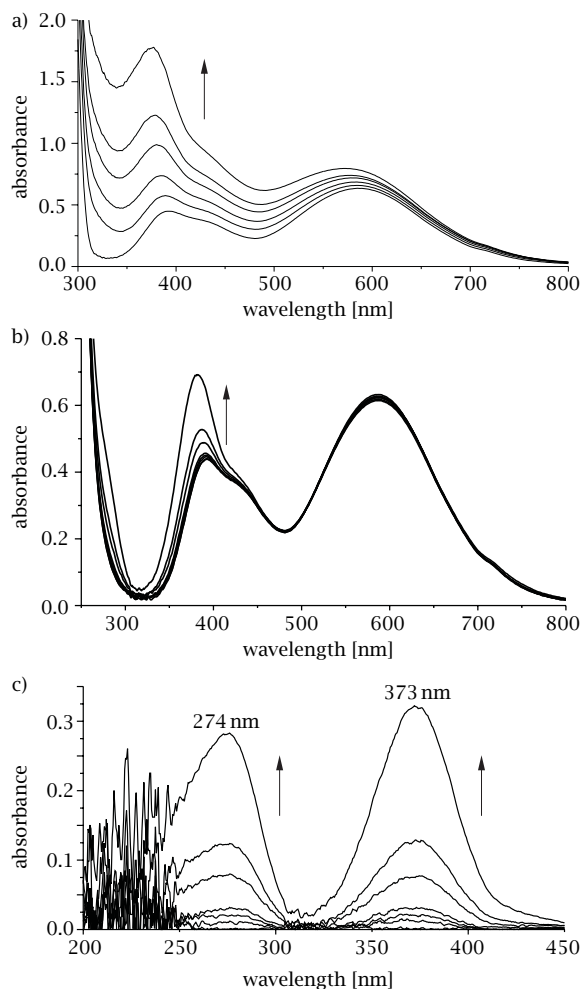 a)
2.0
1.5
1.0
0.5
0.0
absorbance
300 400 500 600 700 800
wavelength [nm]
b)
0.8
0.6
0.4
0.2
0.0
absorbance
300 400 500 600 700 800
wavelength [nm]
c)
373 nm
274 nm
0.3
0.2
0.1
0.0
absorbance
200 250 300 350 400 450
wavelength [nm]